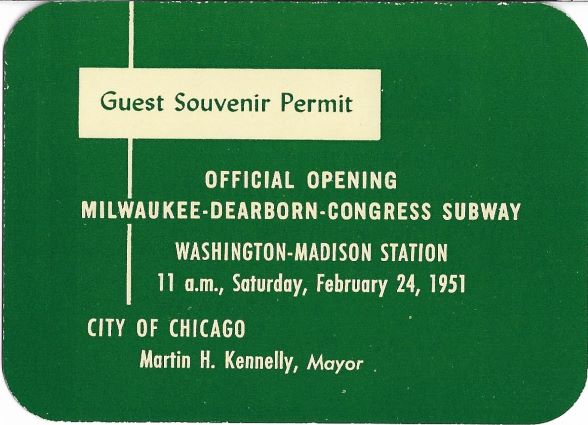 Guest Souvenir Permit
OFFICIAL OPENING
MILWAUKEE-DEARBORN-CONGRESS SUBWAY
WASHINGTON-MADISON STATION
11 a.m., Saturday, February 24, 1951
CITY OF CHICAGO
Martin H. Kennelly, Mayor